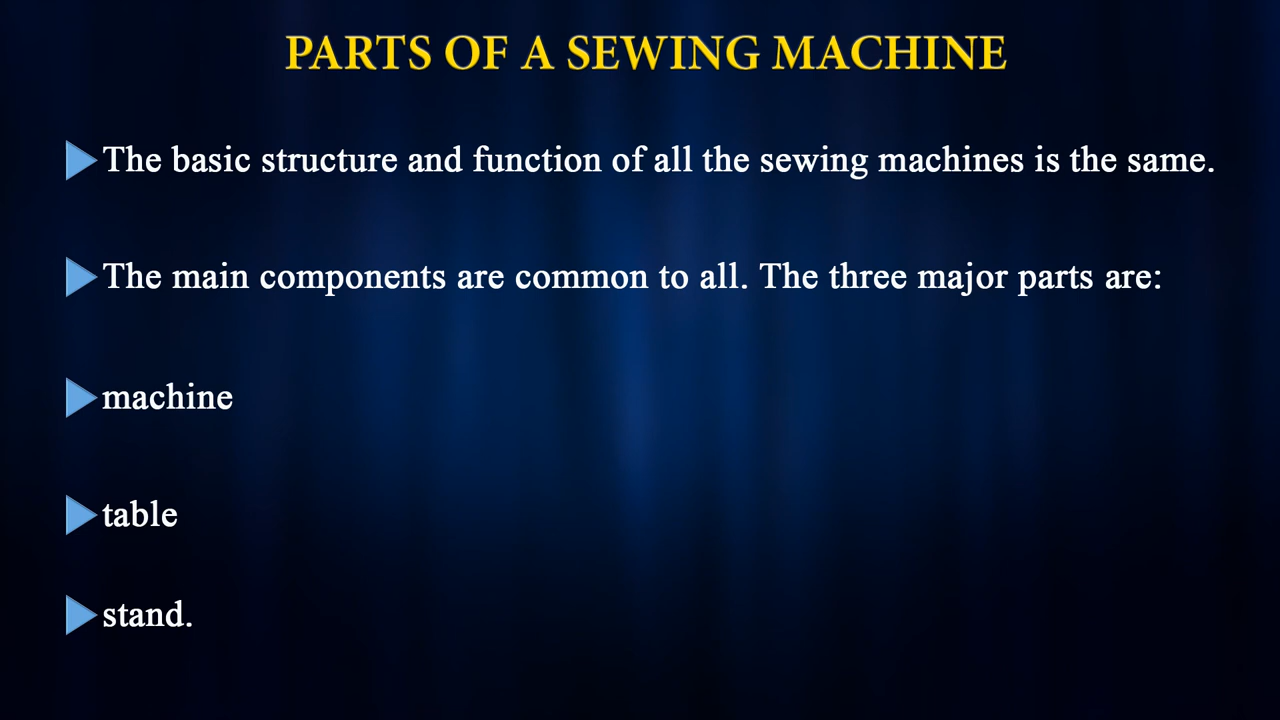 PARTS OF A SEWING MACHINE
The basic structure and function of all the sewing machines is the same.
The main components are common to all. The three major parts are:
machine
table
stand.